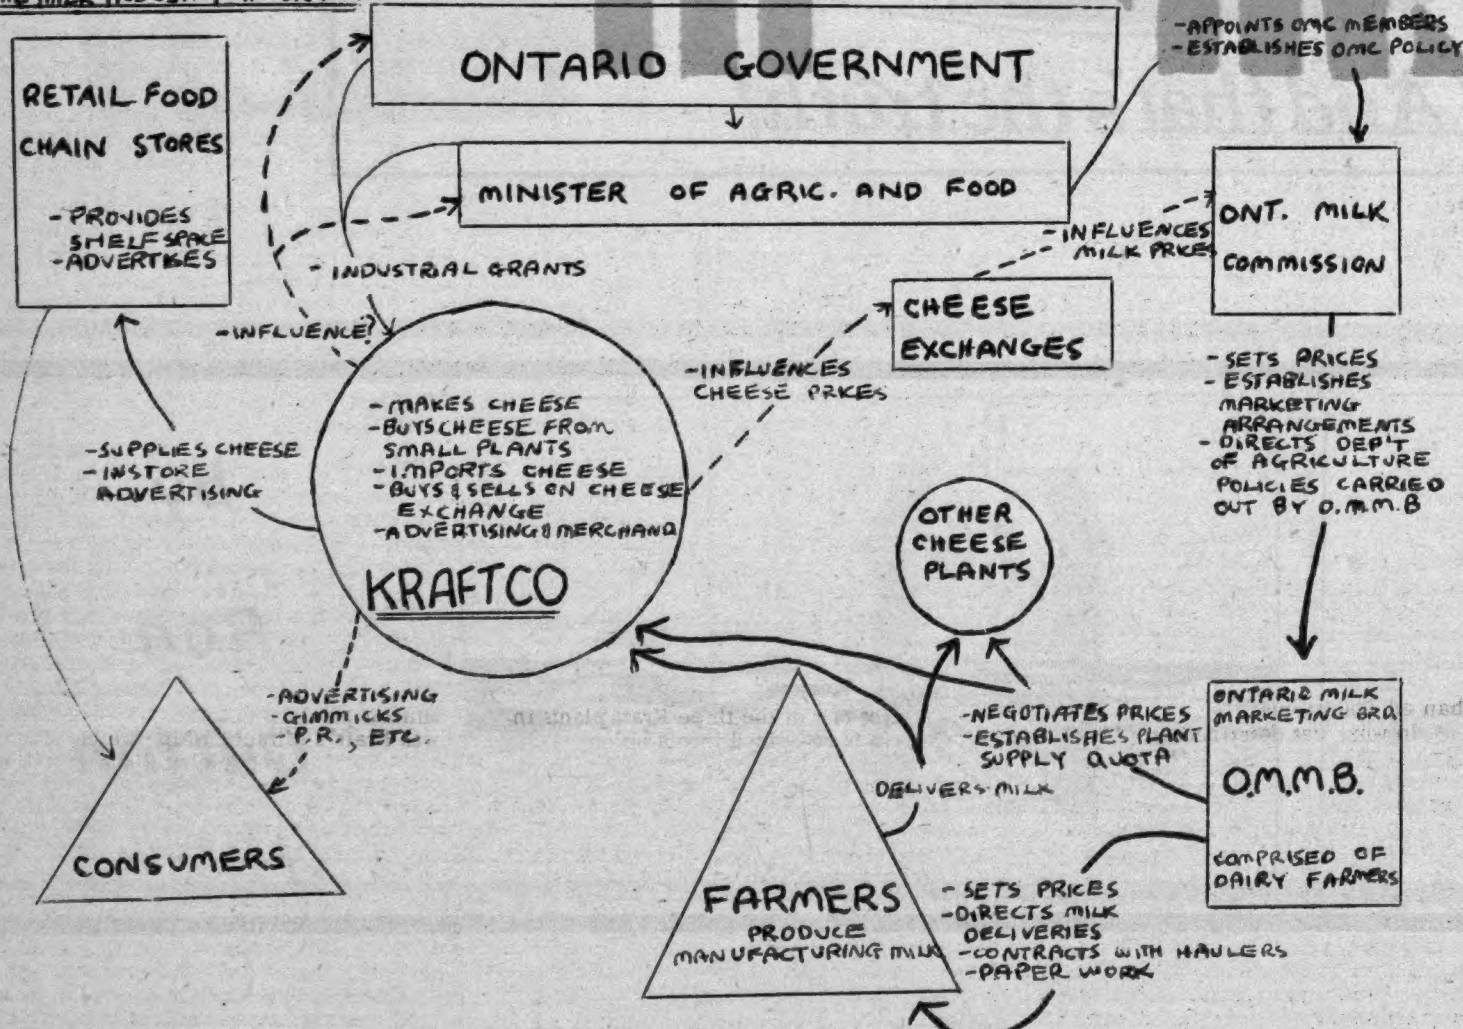 ONTARIO GOVERNMENT
- APPOINTS OMC MEMBERS
- ESTABLISHES OMC POLICY
RETAIL FOOD
CHAIN STORES
- PROVIDES
SHELF SPACE
- ADVERTISES
MINISTER OF AGRIC. AND FOOD
ONT. MILK
COMMISSION
- INFLUENCES
MILK PRICES
- INDUSTRIAL GRANTS
- INFLUENCE?
CHEESE
EXCHANGES
- INFLUENCES
CHEESE PRICES
- SETS PRICES
- ESTABLISHES
MARKETING
ARRANGEMENTS
- DIRECTS DEP'T
OF AGRICULTURE
POLICIES CARRIED
OUT BY O.M.M.B
- MAKES CHEESE
- BUYS CHEESE FROM
SMALL PLANTS
- IMPORTS CHEESE
- BUYS & SELLS ON CHEESE
EXCHANGE
- ADVERTISING & MERCHAND
KRAFTCO
- SUPPLIES CHEESE
- INSTORE
ADVERTISING
OTHER
CHEESE
PLANTS
- ADVERTISING
- GIMMICKS
P.R., ETC.
- NEGOTIATES PRICES
- ESTABLISHES PLANT
SUPPLY QUOTA
ONTARIO MILK
MARKETING BRD.
O.M.M.B.
COMPRISED OF
DAIRY FARMERS
DELIVERS MILK
CONSUMERS
FARMERS
PRODUCE
MANUFACTURING MILK
- SETS PRICES
- DIRECTS MILK
DELIVERIES
- CONTRACTS WITH HAULERS
- PAPER WORK